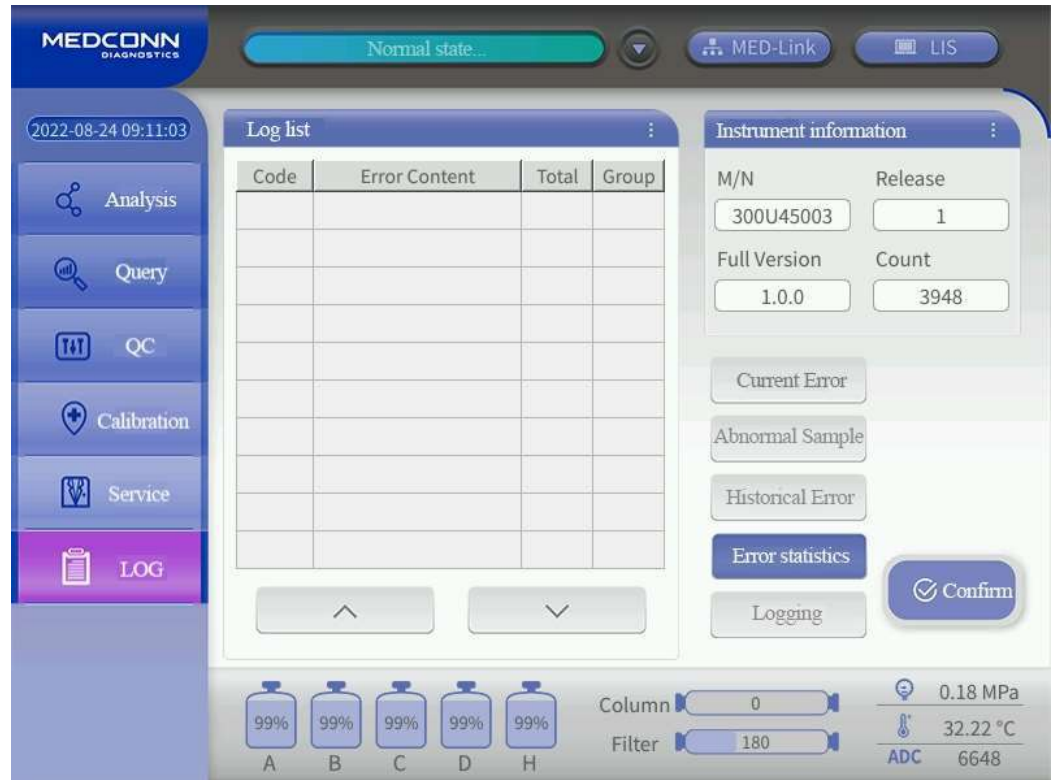 MEDCONN
DIAGNOSTICS
Normal state...
MED-Link
LIS
2022-08-24 09:11:03
Analysis
Query
QC
Calibration
Service
LOG
Log list
Code Error Content Total Group
Instrument information
M/N Release
300U45003 1
Full Version Count
1.0.0 3948
Current Error
Abnormal Sample
Historical Error
Error statistics
Logging
Confirm
99% 99% 99% 99% 99%
A B C D H
Column 0
Filter 180
0.18 MPa
32.22 °C
ADC 6648